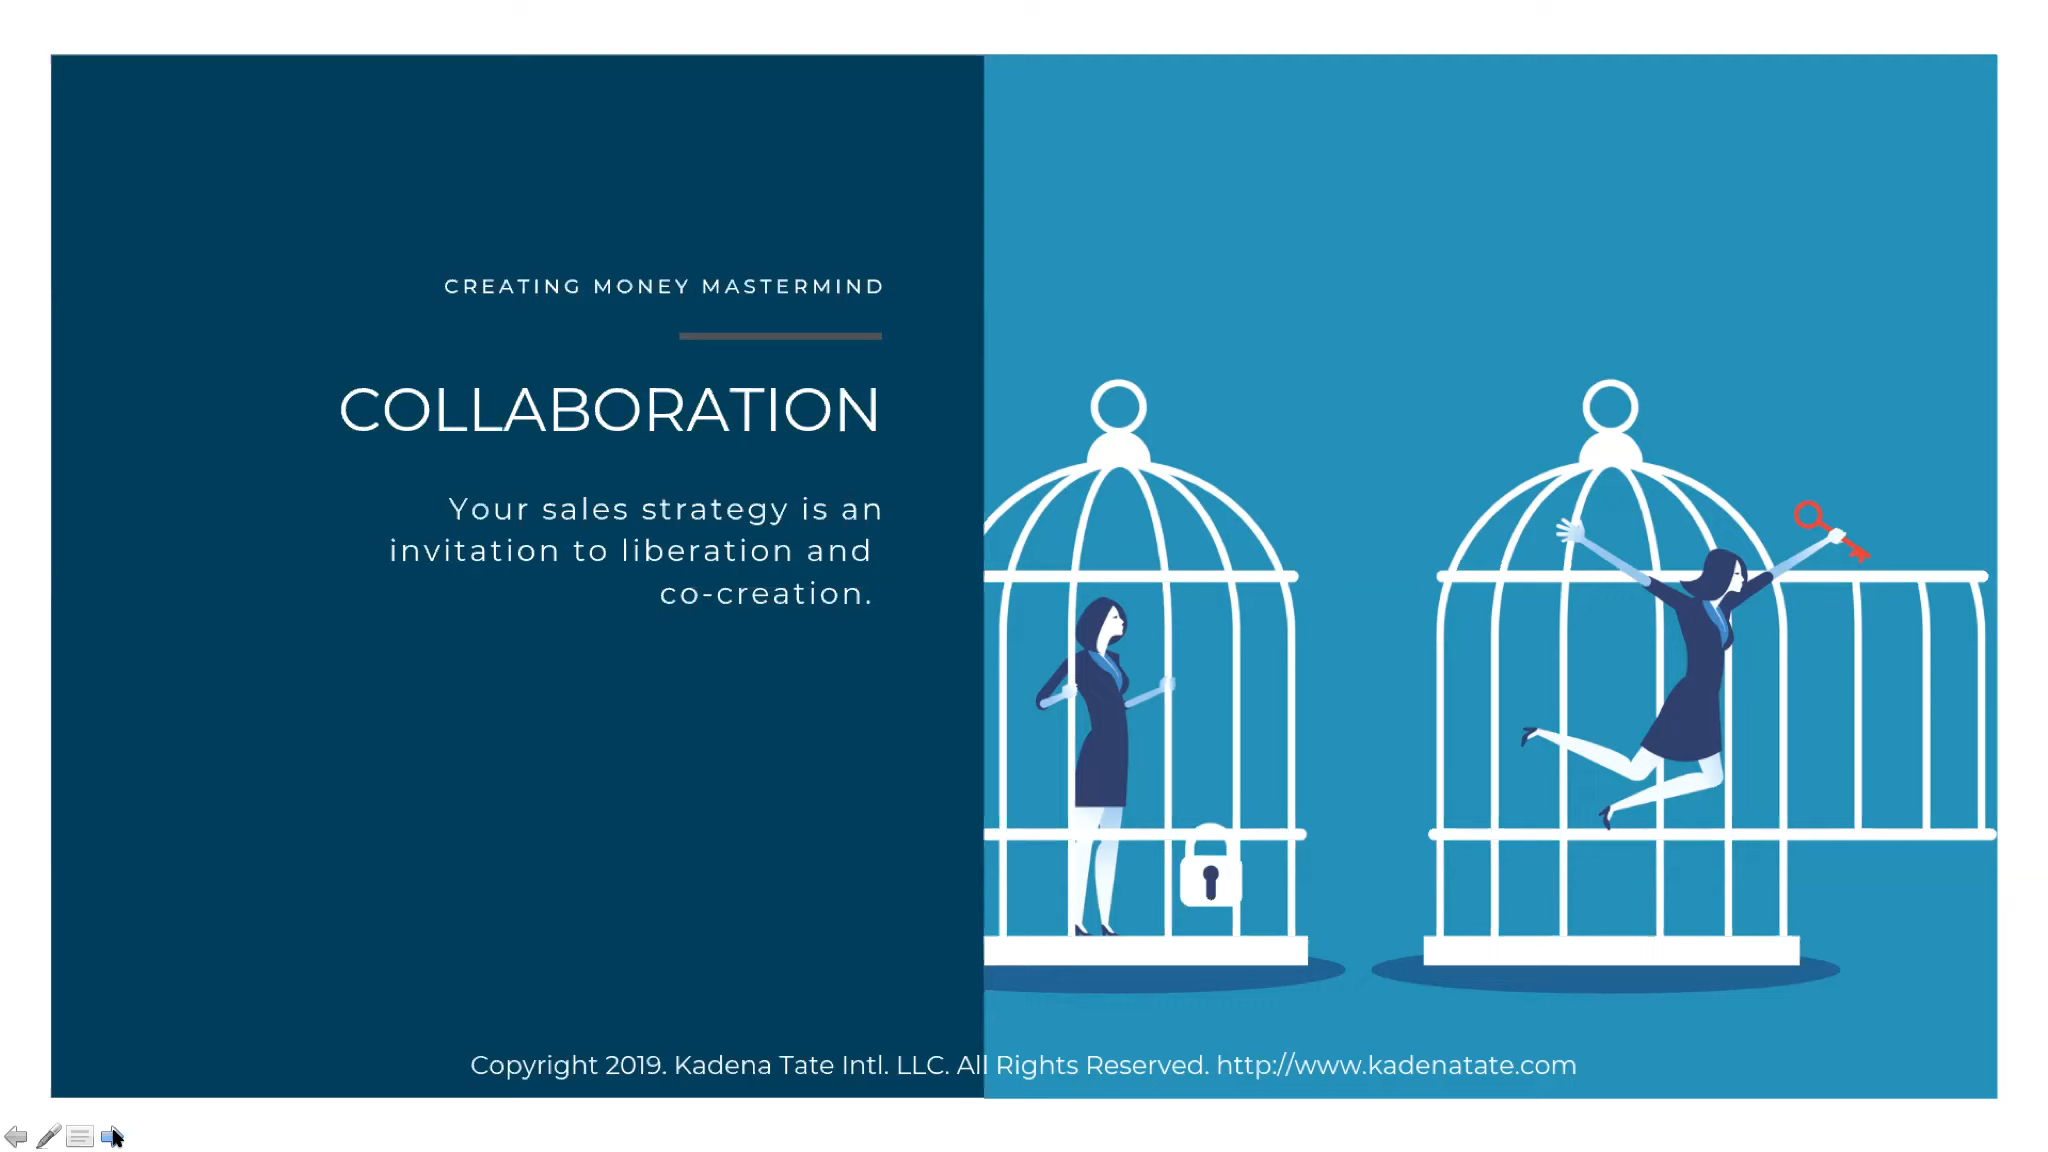 CREATING MONEY MASTERMIND
COLLABORATION
Your sales strategy is an
invitation to liberation and
co-creation.
Copyright 2019. Kadena Tate Intl. LLC. All Rights Reserved. http://www.kadenatate.com